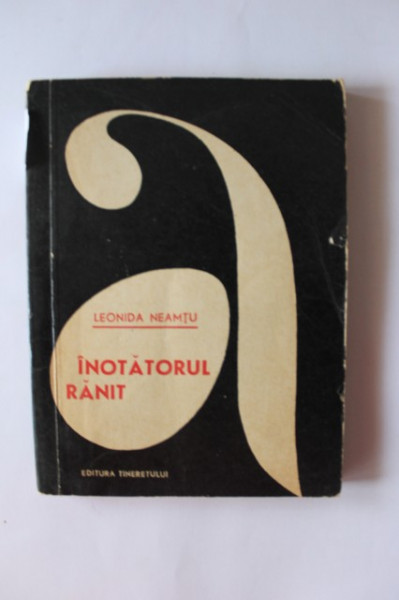 a
LEONIDA NEAMȚU
ÎNOTĂTORUL
RĂNIT
EDITURA TINERETULUI